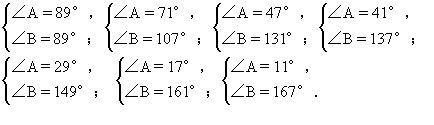 ∠A=89°，  ∠A=71°，  ∠A=47°，  ∠A=41°，
∠B=89°；  ∠B=107°；  ∠B=131°；  ∠B=137°；
∠A=29°，  ∠A=17°，  ∠A=11°，
∠B=149°；  ∠B=161°；  ∠B=167°．